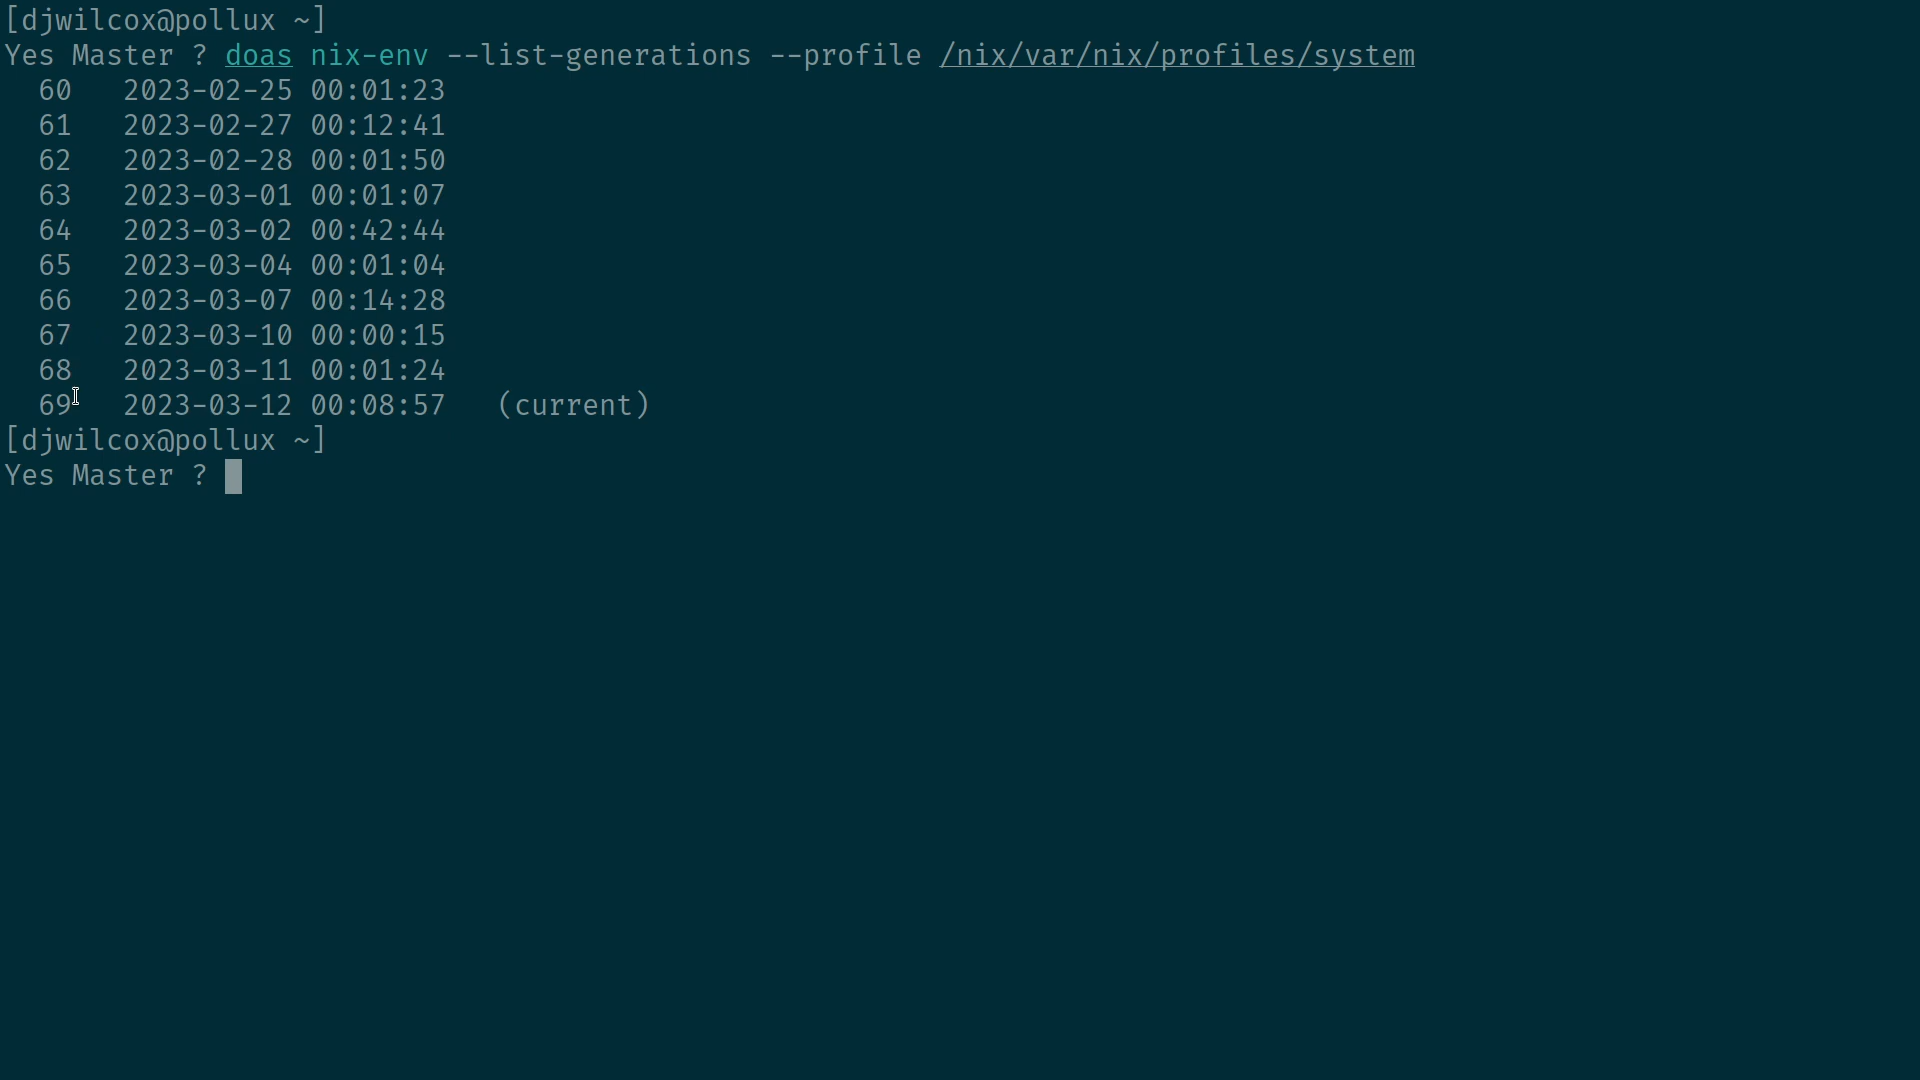 [djwilcox@pollux ~]
Yes Master ? doas nix-env --list-generations --profile /nix/var/nix/profiles/system
60   2023-02-25 00:01:23
61   2023-02-27 00:12:41
62   2023-02-28 00:01:50
63   2023-03-01 00:01:07
64   2023-03-02 00:42:44
65   2023-03-04 00:01:04
66   2023-03-07 00:14:28
67   2023-03-10 00:00:15
68   2023-03-11 00:01:24
69   2023-03-12 00:08:57   (current)
[djwilcox@pollux ~]
Yes Master ?